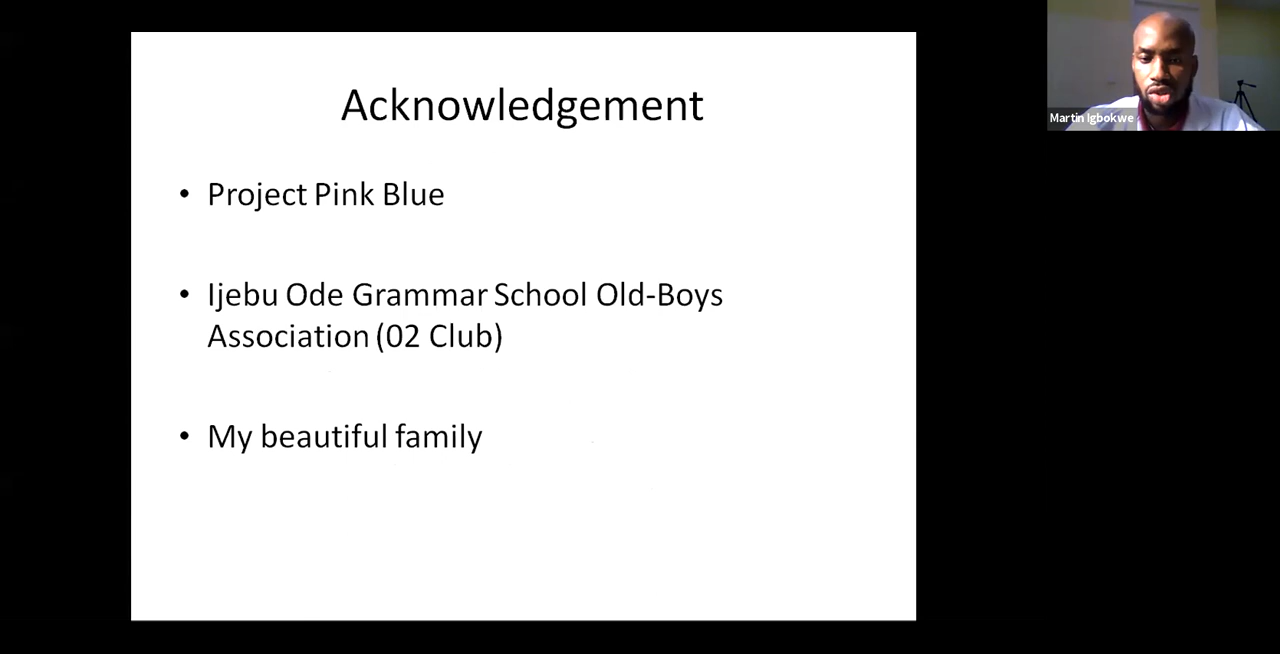 Acknowledgement
• Project Pink Blue
• Ijebu Ode Grammar School Old-Boys
Association (02 Club)
• My beautiful family
Martin Igbokwe